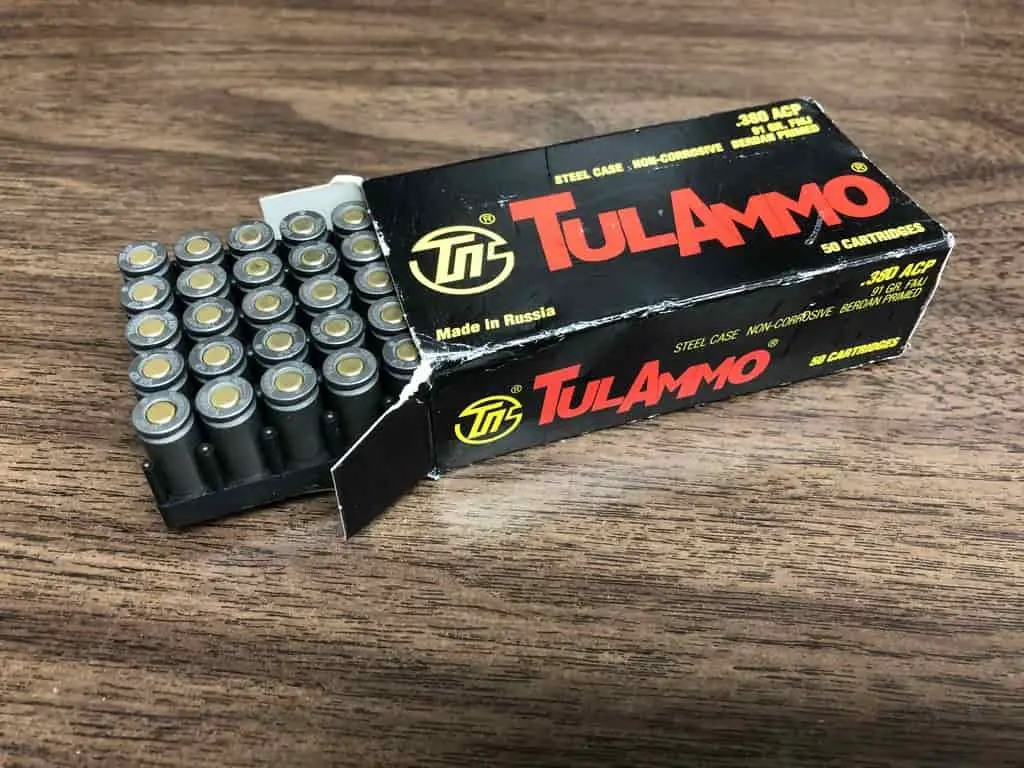 .380 ACP
91 GR. FMJ
STEEL CASE NON-CORROSIVE BERDAN PRIMED
TULAMMO®
50 CARTRIDGES
®
Made in Russia
.380 ACP
91 GR. FMJ
STEEL CASE NON-CORROSIVE BERDAN PRIMED
TULAMMO®
50 CARTRIDGES
®